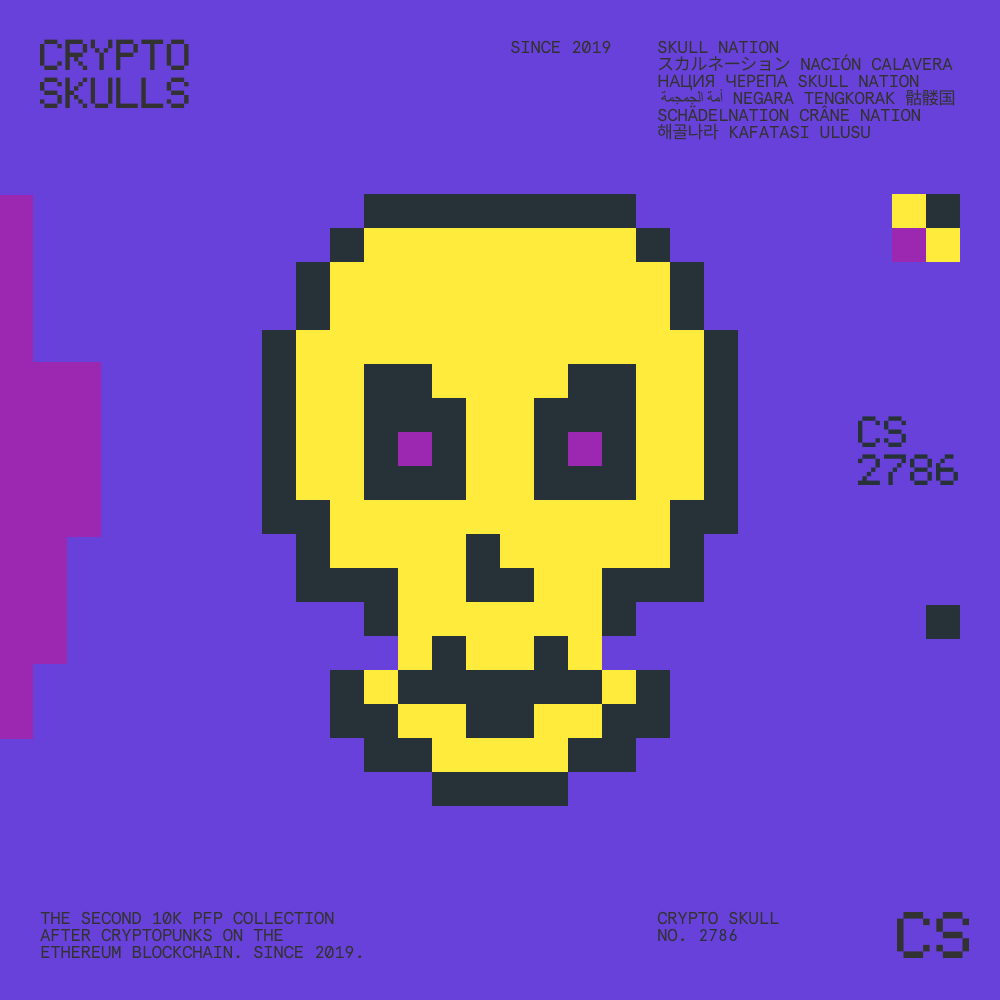 CRYPTO
SKULLS
SINCE 2019
SKULL NATION
スカルネーション NACIÓN CALAVERA
НАЦИЯ ЧЕРЕПА SKULL NATION
أمة الجمجمة NEGARA TENGKORAK 骷髅国
SCHÄDELNATION CRÂNE NATION
해골나라 KAFATASI ULUSU
CS
2786
THE SECOND 10K PFP COLLECTION
AFTER CRYPTOPUNKS ON THE
ETHEREUM BLOCKCHAIN. SINCE 2019.
CRYPTO SKULL
NO. 2786
CS